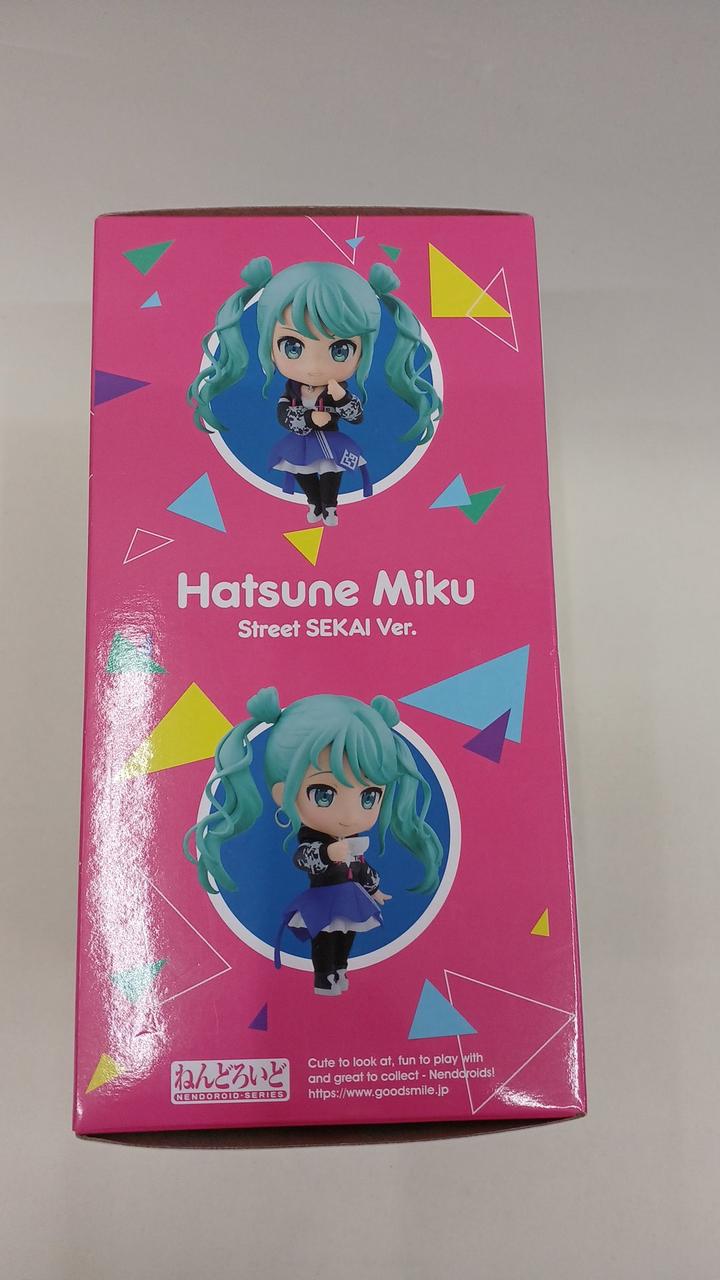 Hatsune Miku
Street SEKAI Ver.
ねんどろいど
NENDOROID・SERIES
Cute to look at, fun to play with
and great to collect - Nendoroids!
https://www.goodsmile.jp